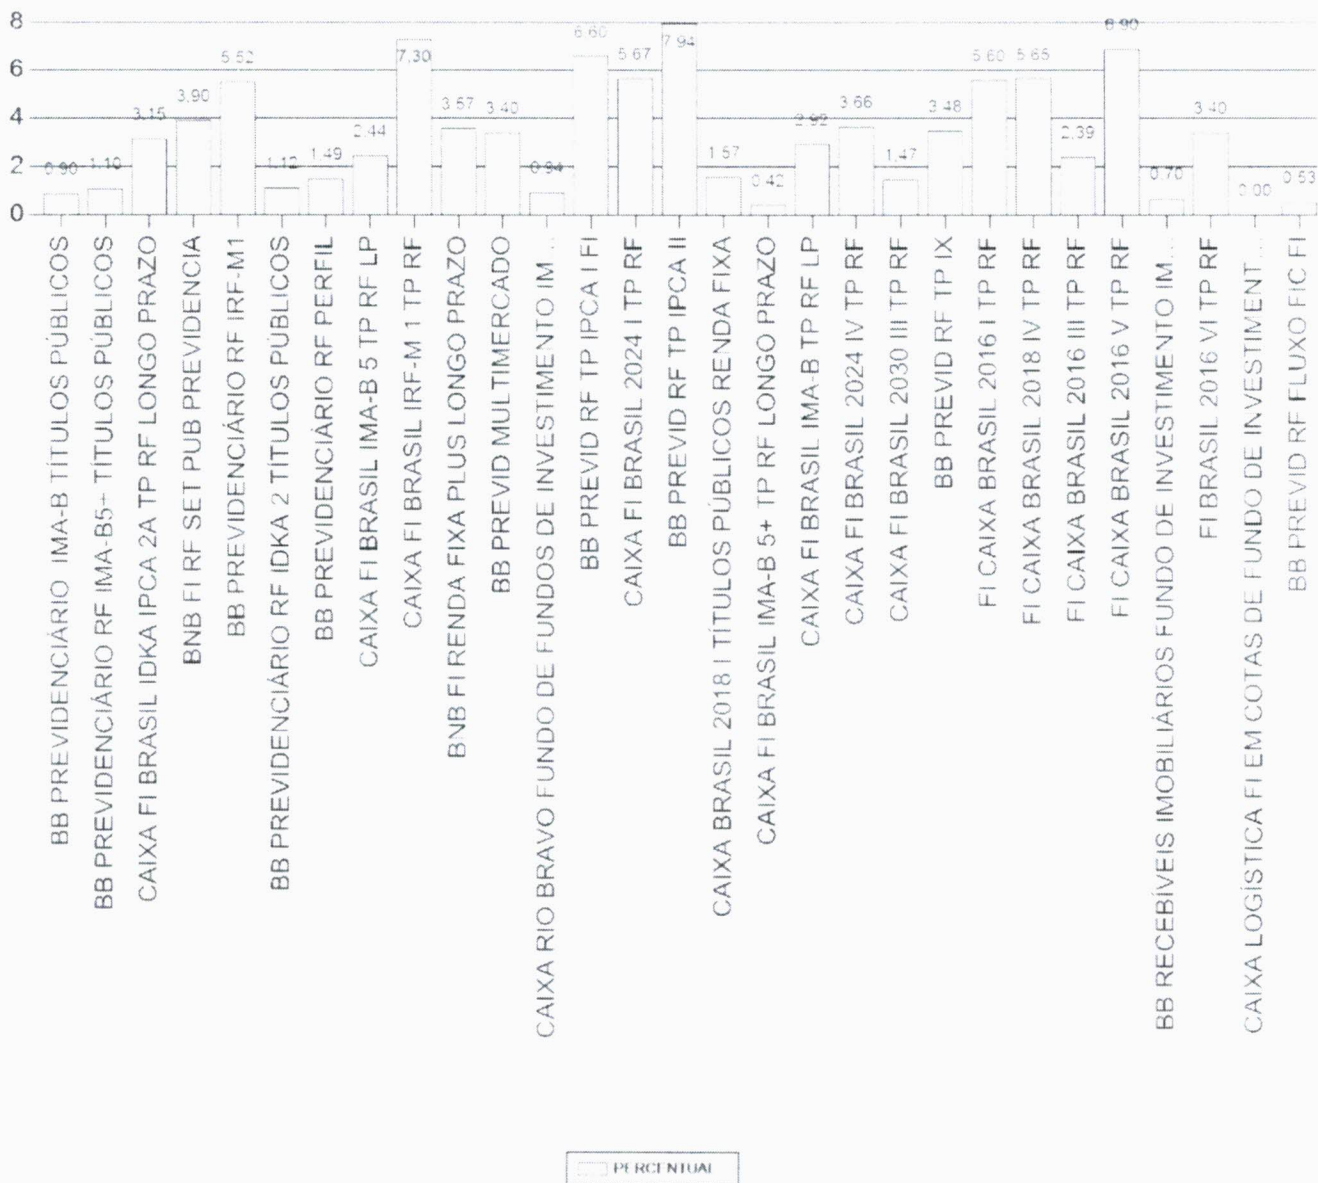 8
6
4
2
0
0.90
1.10
3,15
3,90
5.52
1.12
1.49
2.44
7,30
3.57
3.40
0.94
6.60
5.67
7.94
1.57
0.42
2.92
3.66
1.47
3.48
5.60
5.65
2.39
6.90
0.70
3.40
0.00
0.53
BB PREVIDENCIÁRIO IMA-B TÍTULOS PÚBLICOS
BB PREVIDENCIÁRIO RF IMA-B5+ TÍTULOS PÚBLICOS
CAIXA FI BRASIL IDKA IPCA 2A TP RF LONGO PRAZO
BNB FI RF SET PUB PREVIDENCIA
BB PREVIDENCIÁRIO RF IRF-M1
BB PREVIDENCIÁRIO RF IDKA 2 TÍTULOS PÚBLICOS
BB PREVIDENCIÁRIO RF PERFIL
CAIXA FI BRASIL IMA-B 5 TP RF LP
CAIXA FI BRASIL IRF-M 1 TP RF
BNB FI RENDA FIXA PLUS LONGO PRAZO
BB PREVID MULTIMERCADO
CAIXA RIO BRAVO FUNDO DE FUNDOS DE INVESTIMENTO IM...
BB PREVID RF TP IPCA I FI
CAIXA FI BRASIL 2024 I TP RF
BB PREVID RF TP IPCA III
CAIXA BRASIL 2018 I TÍTULOS PÚBLICOS RENDA FIXA
CAIXA FI BRASIL IMA-B 5+ TP RF LONGO PRAZO
CAIXA FI BRASIL IMA-B TP RF LP
CAIXA FI BRASIL 2024 IV TP RF
CAIXA FI BRASIL 2030 III TP RF
BB PREVID RF TP IX
FI CAIXA BRASIL 2016 I TP RF
FI CAIXA BRASIL 2018 IV TP RF
FI CAIXA BRASIL 2016 III TP RF
FI CAIXA BRASIL 2016 V TP RF
BB RECEBÍVEIS IMOBILIÁRIOS FUNDO DE INVESTIMENTO IM...
FI BRASIL 2016 VI TP RF
CAIXA LOGÍSTICA FI EM COTAS DE FUNDO DE INVESTIMENT...
BB PREVID RF FLUXO FIC FI
PERCENTUAL